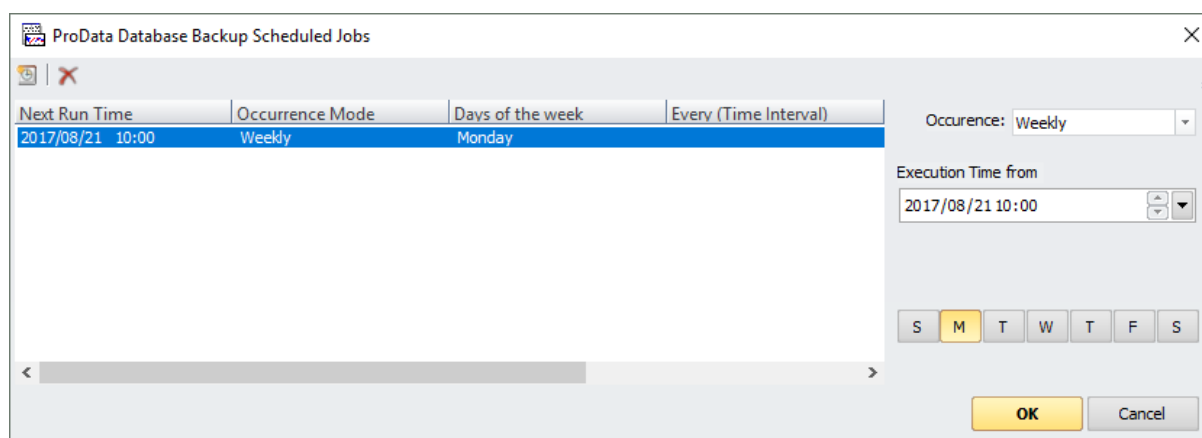 ProData Database Backup Scheduled Jobs
Next Run Time Occurrence Mode Days of the week Every (Time Interval)
2017/08/21 10:00 Weekly Monday
Occurence: Weekly
Execution Time from
2017/08/21 10:00
S M T W T F S
OK Cancel